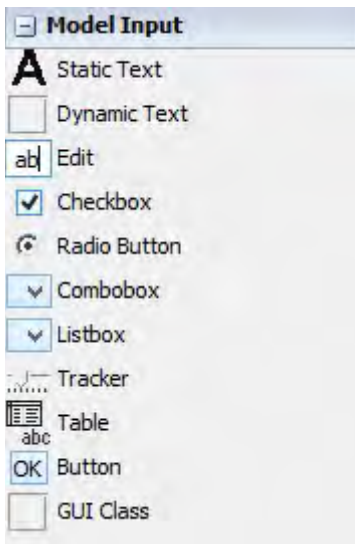 Model Input
A Static Text
Dynamic Text
ab Edit
Checkbox
Radio Button
Combobox
Listbox
Tracker
abc Table
OK Button
GUI Class